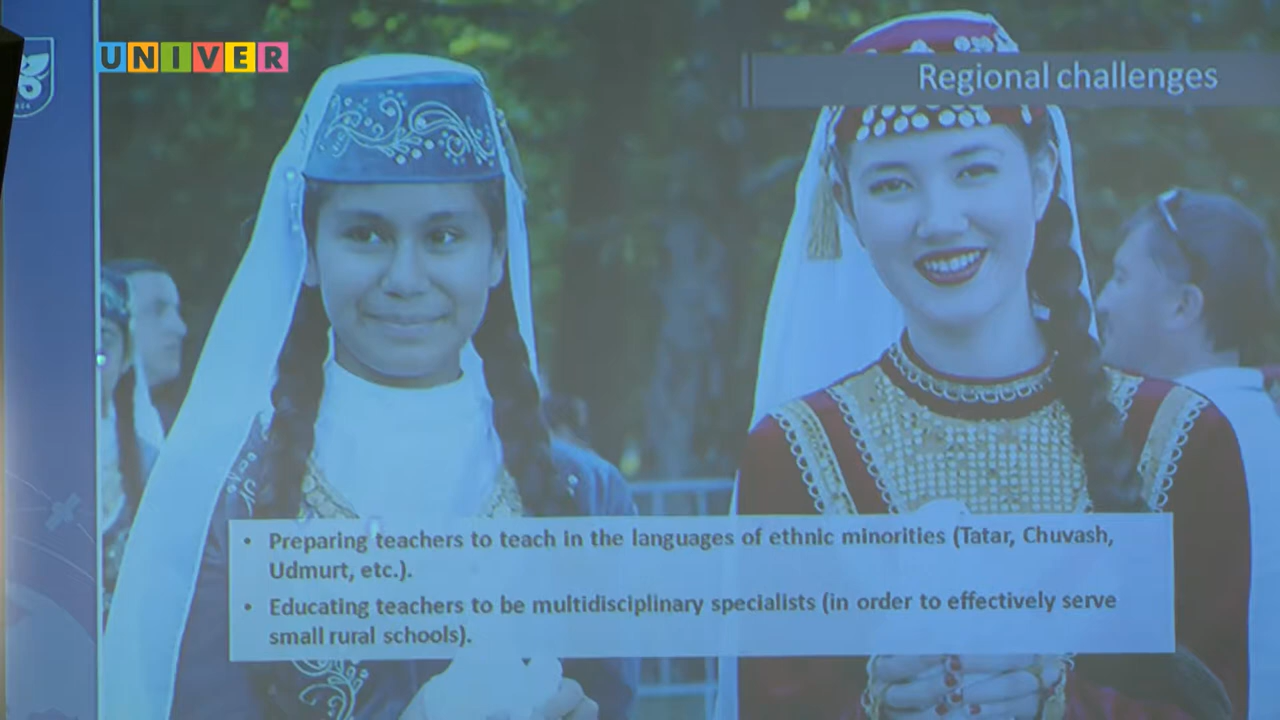 UNIVER
Regional challenges
• Preparing teachers to teach in the languages of ethnic minorities (Tatar, Chuvash,
Udmurt, etc.).
• Educating teachers to be multidisciplinary specialists (in order to effectively serve
small rural schools).